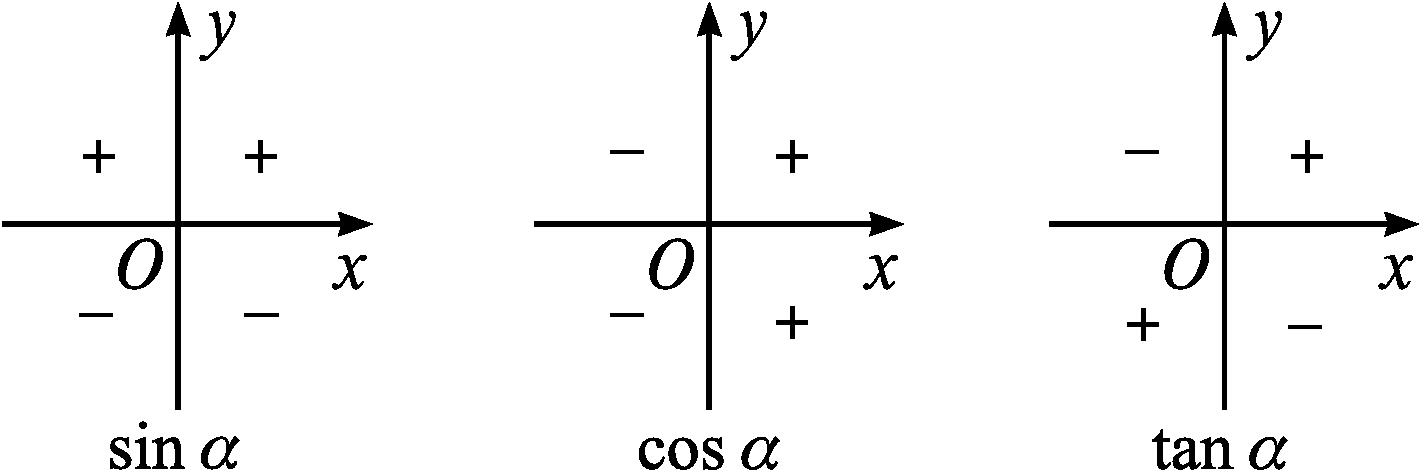 y y y
+ + − + − +
O x O x O x
− − − + + −
sin α cos α tan α